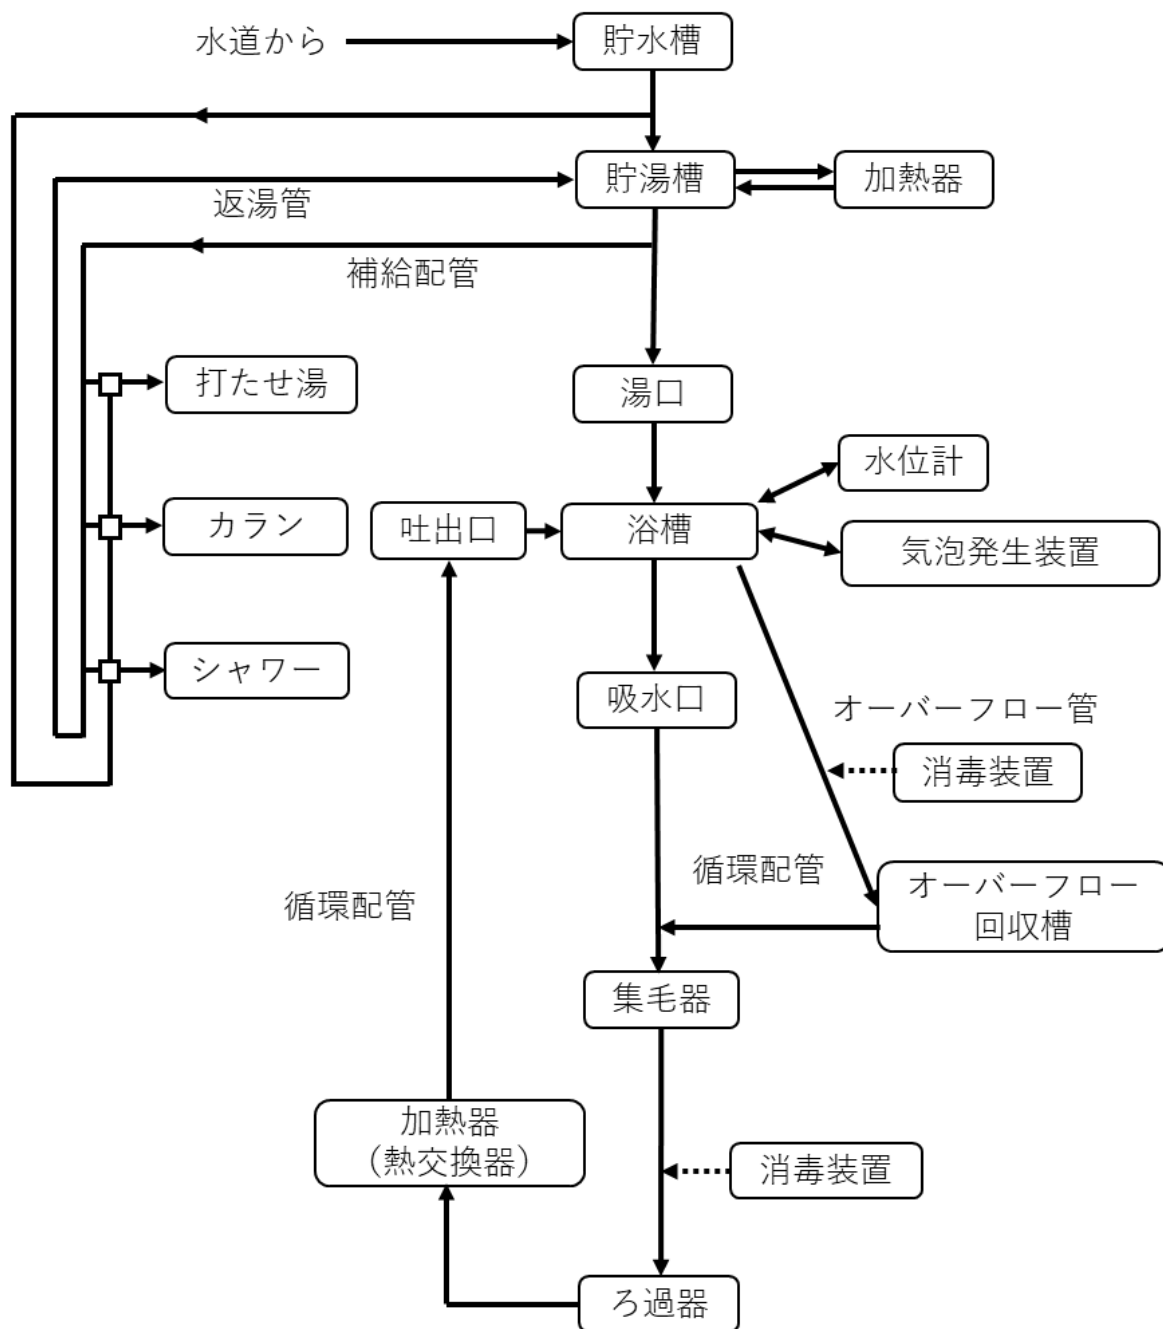 水道から
貯水槽
貯湯槽
加熱器
返湯管
補給配管
打たせ湯
湯口
水位計
カラン
吐出口
浴槽
気泡発生装置
シャワー
吸水口
オーバーフロー管
消毒装置
循環配管
オーバーフロー
回収槽
循環配管
集毛器
加熱器
（熱交換器）
消毒装置
ろ過器